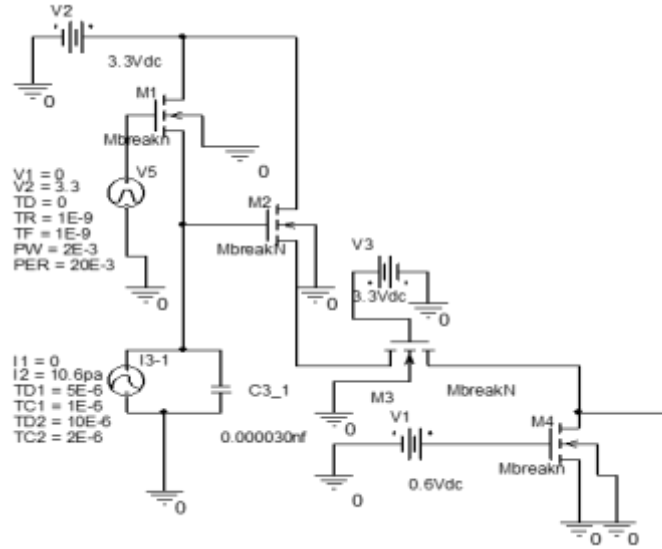 V2
3.3Vdc
0
M1
Mbreakn
0
V5
V1 = 0
V2 = 3.3
TD = 0
TR = 1E-9
TF = 1E-9
PW = 2E-3
PER = 20E-3
0
M2
MbreakN
0
V3
3.3Vdc
0
I3-1
I1 = 0
I2 = 10.6pa
TD1 = 5E-6
TC1 = 1E-6
TD2 = 10E-6
TC2 = 2E-6
C3_1
0.000030nf
0
M3
MbreakN
0
V1
0.6Vdc
0
M4
Mbreakn
0
0